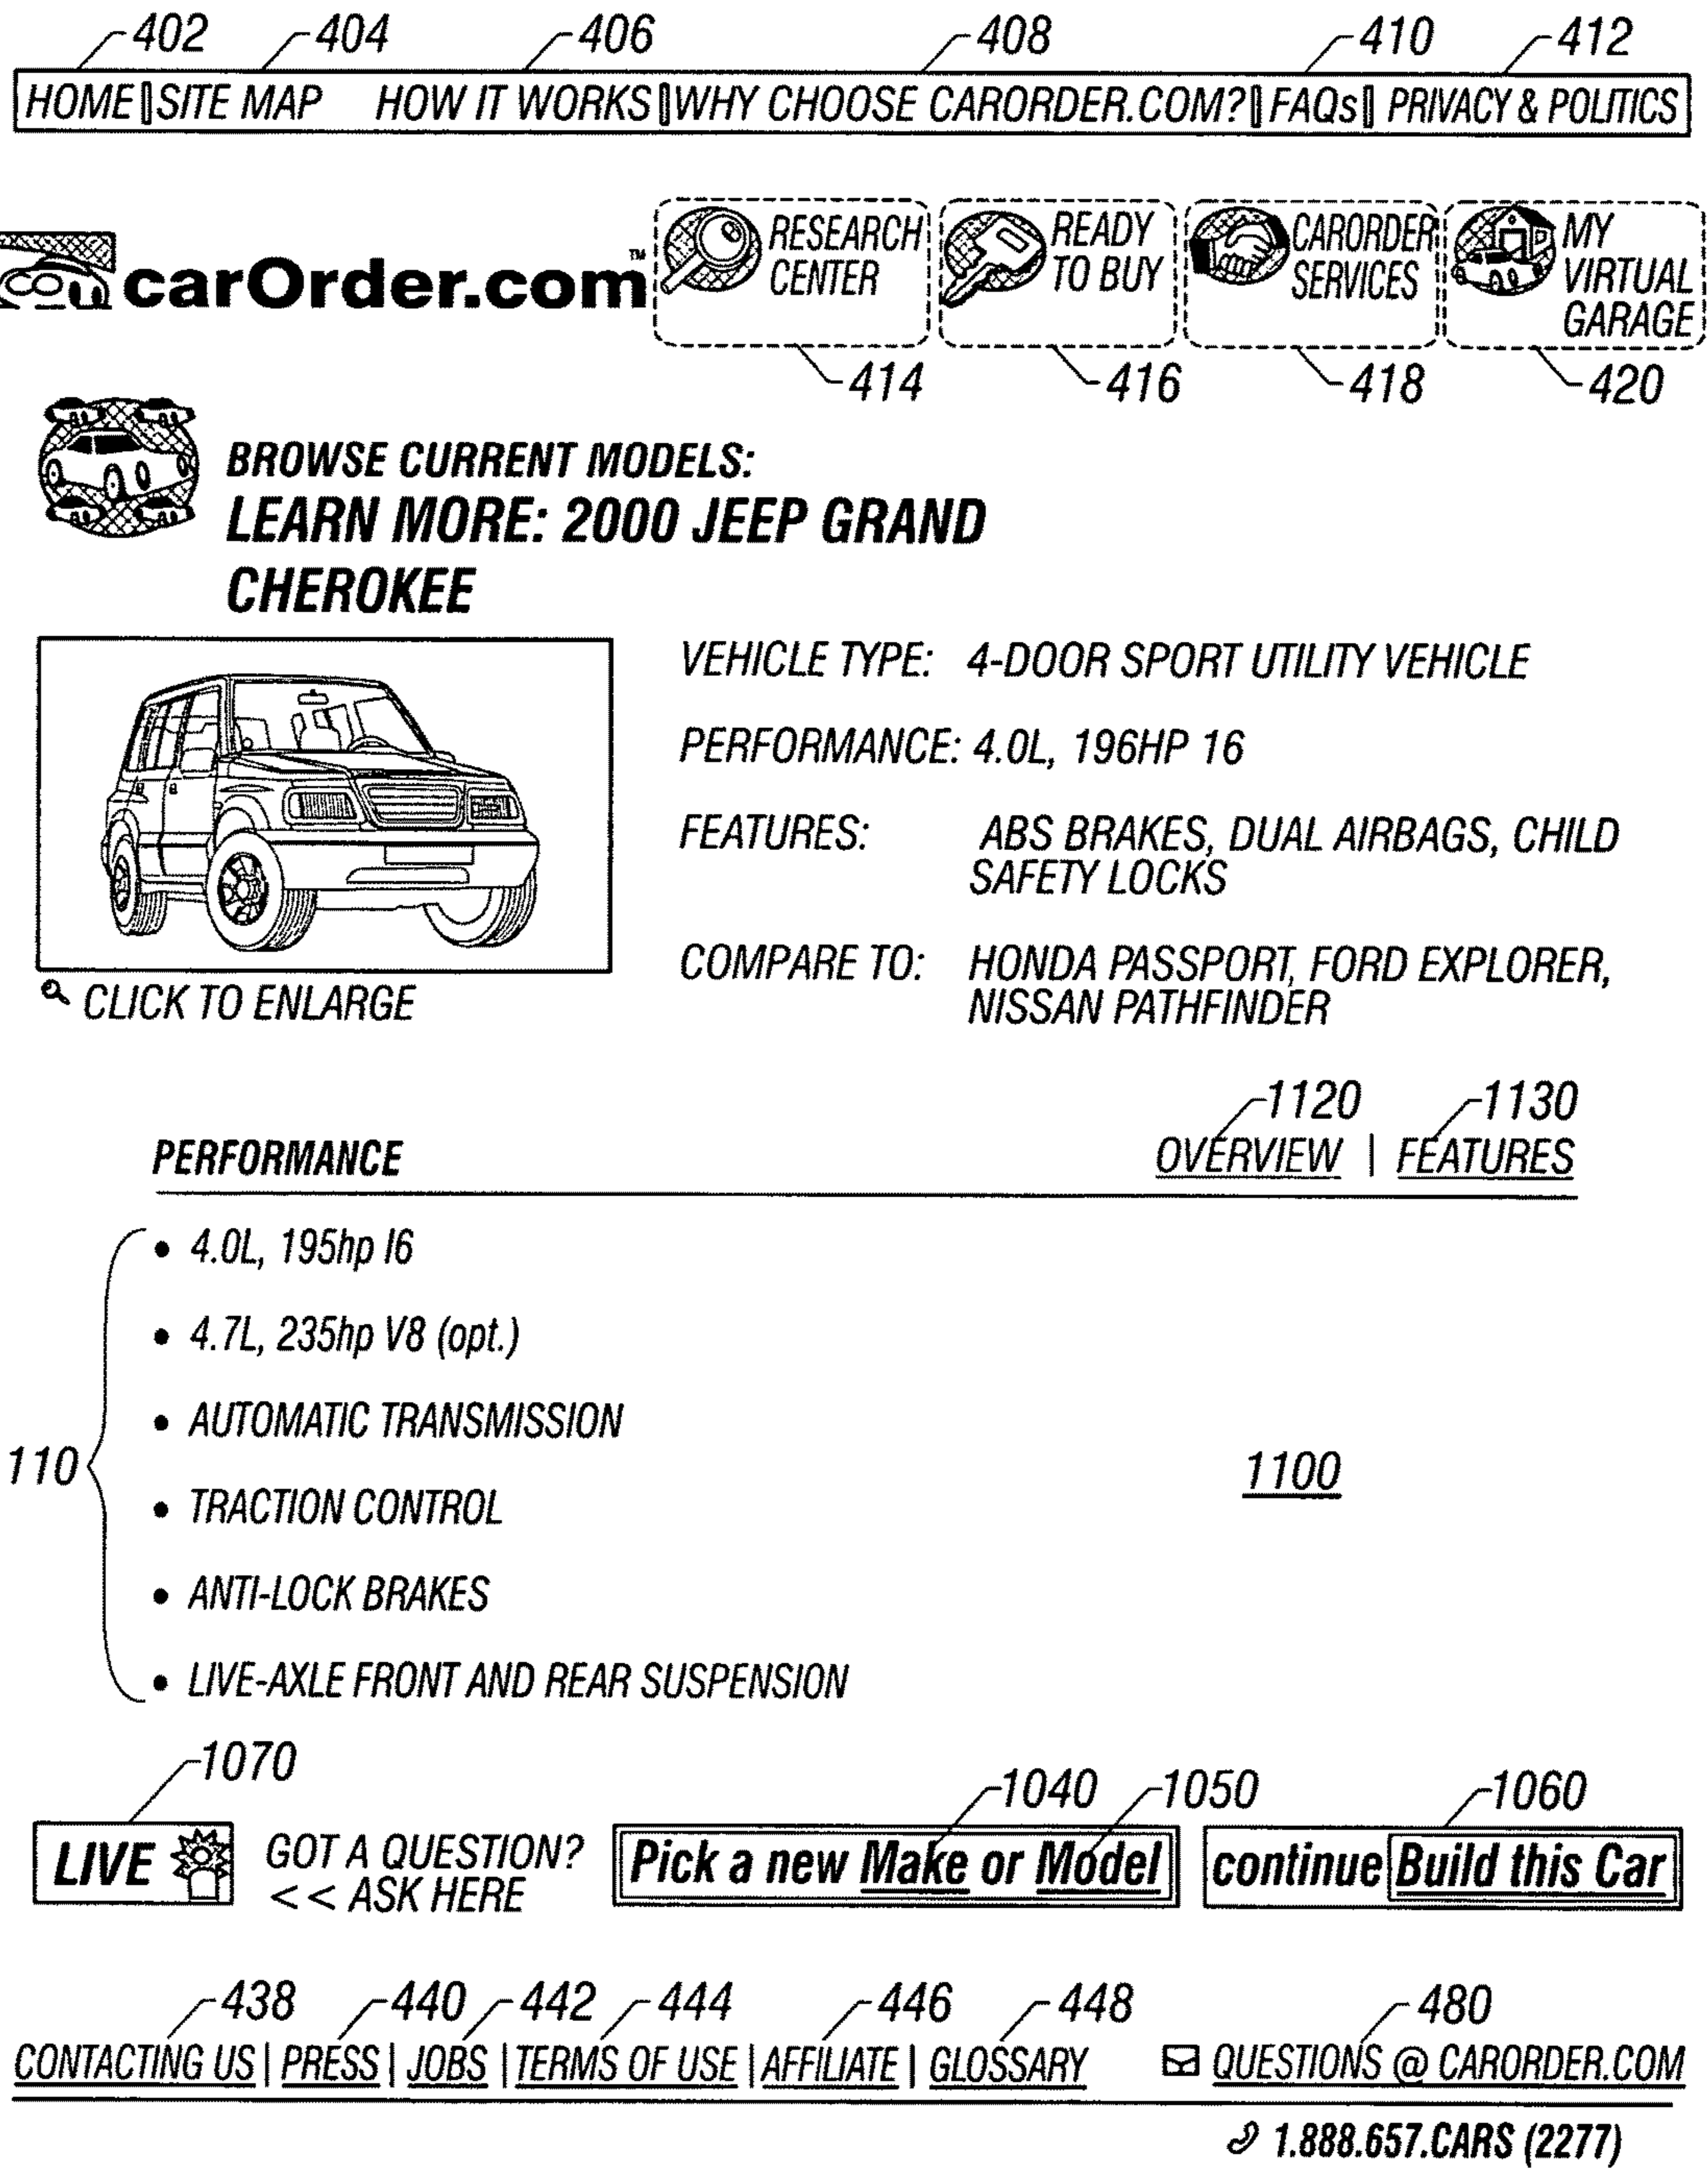 402 404 406 408 410 412
HOME SITE MAP HOW IT WORKS WHY CHOOSE CARORDER.COM? FAQs PRIVACY & POLITICS
carOrder.com™
RESEARCH CENTER
READY TO BUY
CARORDER SERVICES
MY VIRTUAL GARAGE
414 416 418 420
BROWSE CURRENT MODELS:
LEARN MORE: 2000 JEEP GRAND
CHEROKEE
VEHICLE TYPE: 4-DOOR SPORT UTILITY VEHICLE
PERFORMANCE: 4.0L, 196HP 16
FEATURES: ABS BRAKES, DUAL AIRBAGS, CHILD
SAFETY LOCKS
COMPARE TO: HONDA PASSPORT, FORD EXPLORER,
NISSAN PATHFINDER
CLICK TO ENLARGE
1120 1130
PERFORMANCE OVERVIEW | FEATURES
• 4.0L, 195hp I6
• 4.7L, 235hp V8 (opt.)
• AUTOMATIC TRANSMISSION
110 1100
• TRACTION CONTROL
• ANTI-LOCK BRAKES
• LIVE-AXLE FRONT AND REAR SUSPENSION
1070 1040 1050 1060
LIVE
GOT A QUESTION?
<< ASK HERE
Pick a new Make or Model
continue Build this Car
438 440 442 444 446 448 480
CONTACTING US | PRESS | JOBS | TERMS OF USE | AFFILIATE | GLOSSARY QUESTIONS @ CARORDER.COM
1.888.657.CARS (2277)